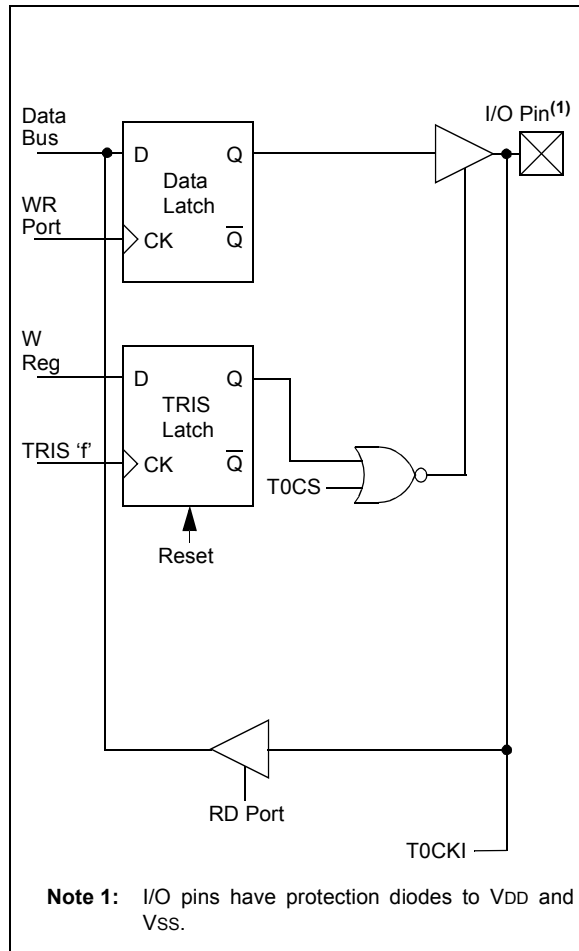 I/O Pin(1)
Data
Bus
D Q
Data
Latch
WR
Port
CK Q̅
W
Reg
D Q
TRIS
Latch
TRIS ‘f’
CK Q̅
T0CS
Reset
RD Port
T0CKI
Note 1: I/O pins have protection diodes to VDD and
VSS.